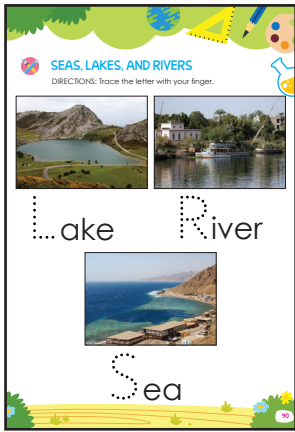 SEAS, LAKES, AND RIVERS
DIRECTIONS: Trace the letter with your finger.
Lake River
Sea
90